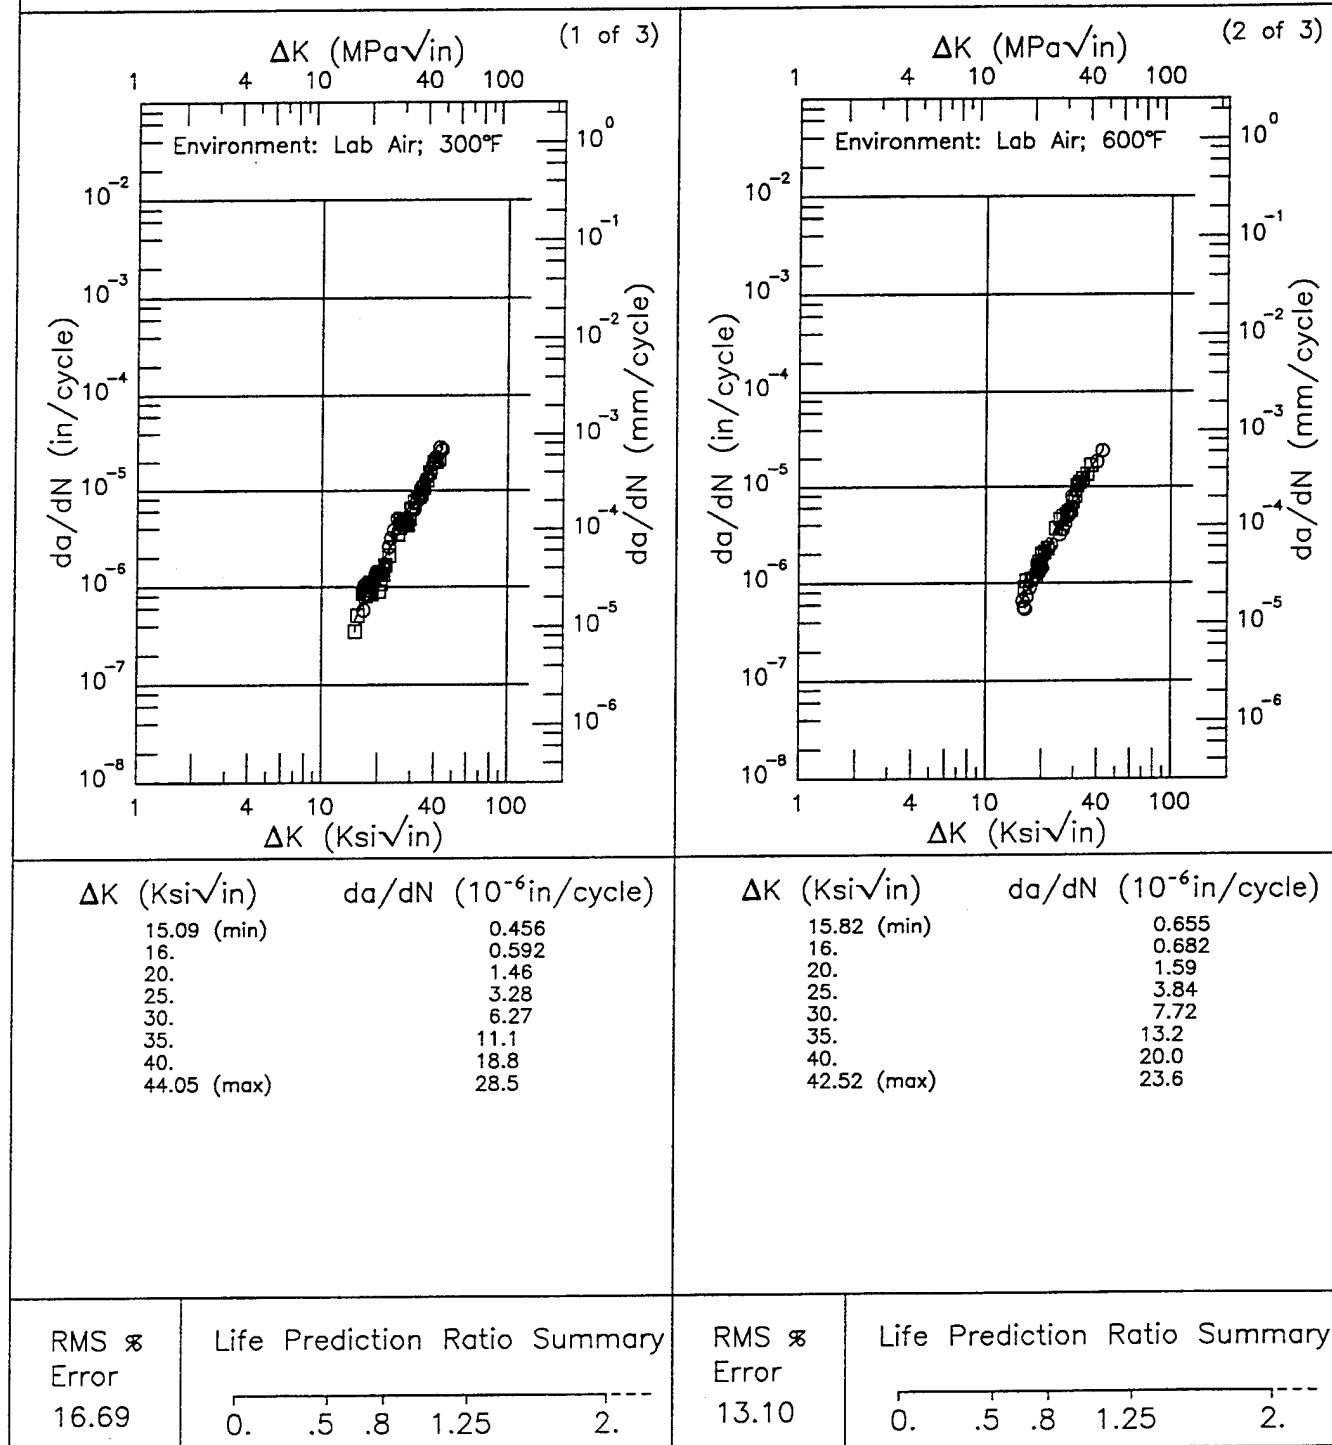 (1 of 3)
ΔK (MPa√in)
1 4 10 40 100
Environment: Lab Air; 300°F
10⁰
10⁻²
10⁻¹
10⁻³
10⁻²
10⁻⁴
10⁻³
10⁻⁵
10⁻⁴
10⁻⁶
10⁻⁵
10⁻⁷
10⁻⁶
10⁻⁸
da/dN (in/cycle)
da/dN (mm/cycle)
1 4 10 40 100
ΔK (Ksi√in)
(2 of 3)
ΔK (MPa√in)
1 4 10 40 100
Environment: Lab Air; 600°F
10⁰
10⁻²
10⁻¹
10⁻³
10⁻²
10⁻⁴
10⁻³
10⁻⁵
10⁻⁴
10⁻⁶
10⁻⁵
10⁻⁷
10⁻⁶
10⁻⁸
da/dN (in/cycle)
da/dN (mm/cycle)
1 4 10 40 100
ΔK (Ksi√in)
ΔK (Ksi√in) da/dN (10⁻⁶in/cycle)
15.09 (min) 0.456
16. 0.592
20. 1.46
25. 3.28
30. 6.27
35. 11.1
40. 18.8
44.05 (max) 28.5
ΔK (Ksi√in) da/dN (10⁻⁶in/cycle)
15.82 (min) 0.655
16. 0.682
20. 1.59
25. 3.84
30. 7.72
35. 13.2
40. 20.0
42.52 (max) 23.6
RMS %
Error
16.69
Life Prediction Ratio Summary
0. .5 .8 1.25 2.
RMS %
Error
13.10
Life Prediction Ratio Summary
0. .5 .8 1.25 2.